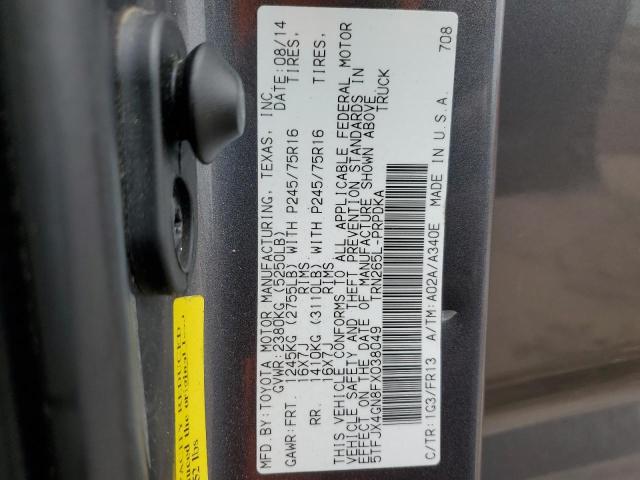 MFD.BY: TOYOTA MOTOR MANUFACTURING, TEXAS, INC.
GVWR: 2380KG (5250LB) DATE: 08/14
GAWR: FRT. 1245KG (2755LB) WITH P245/75R16 TIRES,
16X7J RIMS
RR. 1410KG (3110LB) WITH P245/75R16 TIRES,
16X7J RIMS
THIS VEHICLE CONFORMS TO ALL APPLICABLE FEDERAL MOTOR
VEHICLE SAFETY AND THEFT PREVENTION STANDARDS IN
EFFECT ON THE DATE OF MANUFACTURE SHOWN ABOVE.
5TFJX4GN8FX038049 TRN265L-PRPDKA TRUCK
C/TR: 1G3/FR13 A/TM: A02A/A340E MADE IN U.S.A. 708
REDUCED